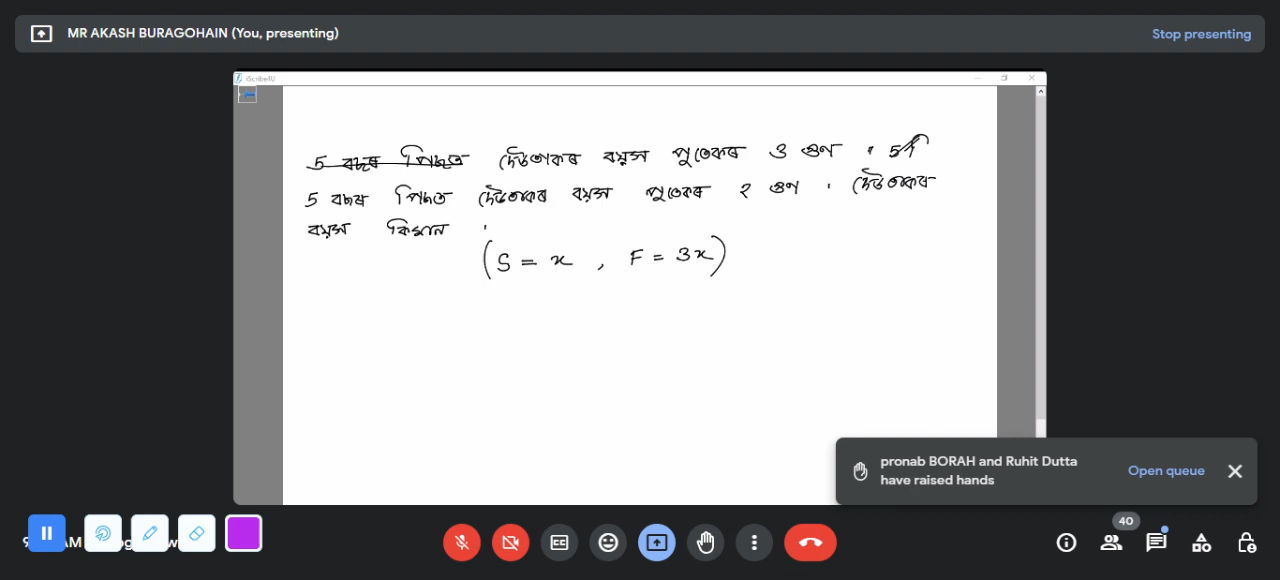 MR AKASH BURAGOHAIN (You, presenting)
Stop presenting
iScribe4U
5 বছৰ পিছত দেউতাকৰ বয়স পুতেকৰ ৩ গুণ ।
5 বছৰ পিছত দেউতাকৰ বয়স পুতেকৰ ২ গুণ । দেউতাকৰ
বয়স কিমান ।
(S = x , F = 3x)
pronab BORAH and Ruhit Dutta
have raised hands
Open queue
40